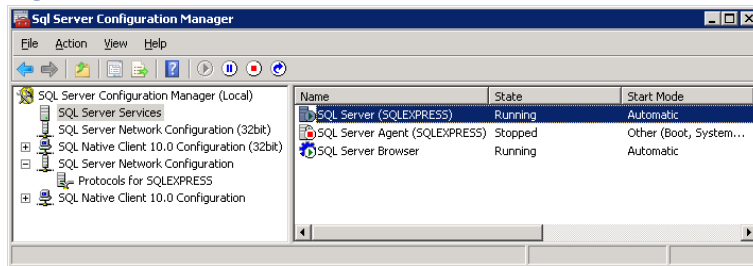 Sql Server Configuration Manager
File Action View Help
SQL Server Configuration Manager (Local)
SQL Server Services
SQL Server Network Configuration (32bit)
SQL Native Client 10.0 Configuration (32bit)
SQL Server Network Configuration
Protocols for SQLEXPRESS
SQL Native Client 10.0 Configuration
Name State Start Mode
SQL Server (SQLEXPRESS) Running Automatic
SQL Server Agent (SQLEXPRESS) Stopped Other (Boot, System...
SQL Server Browser Running Automatic